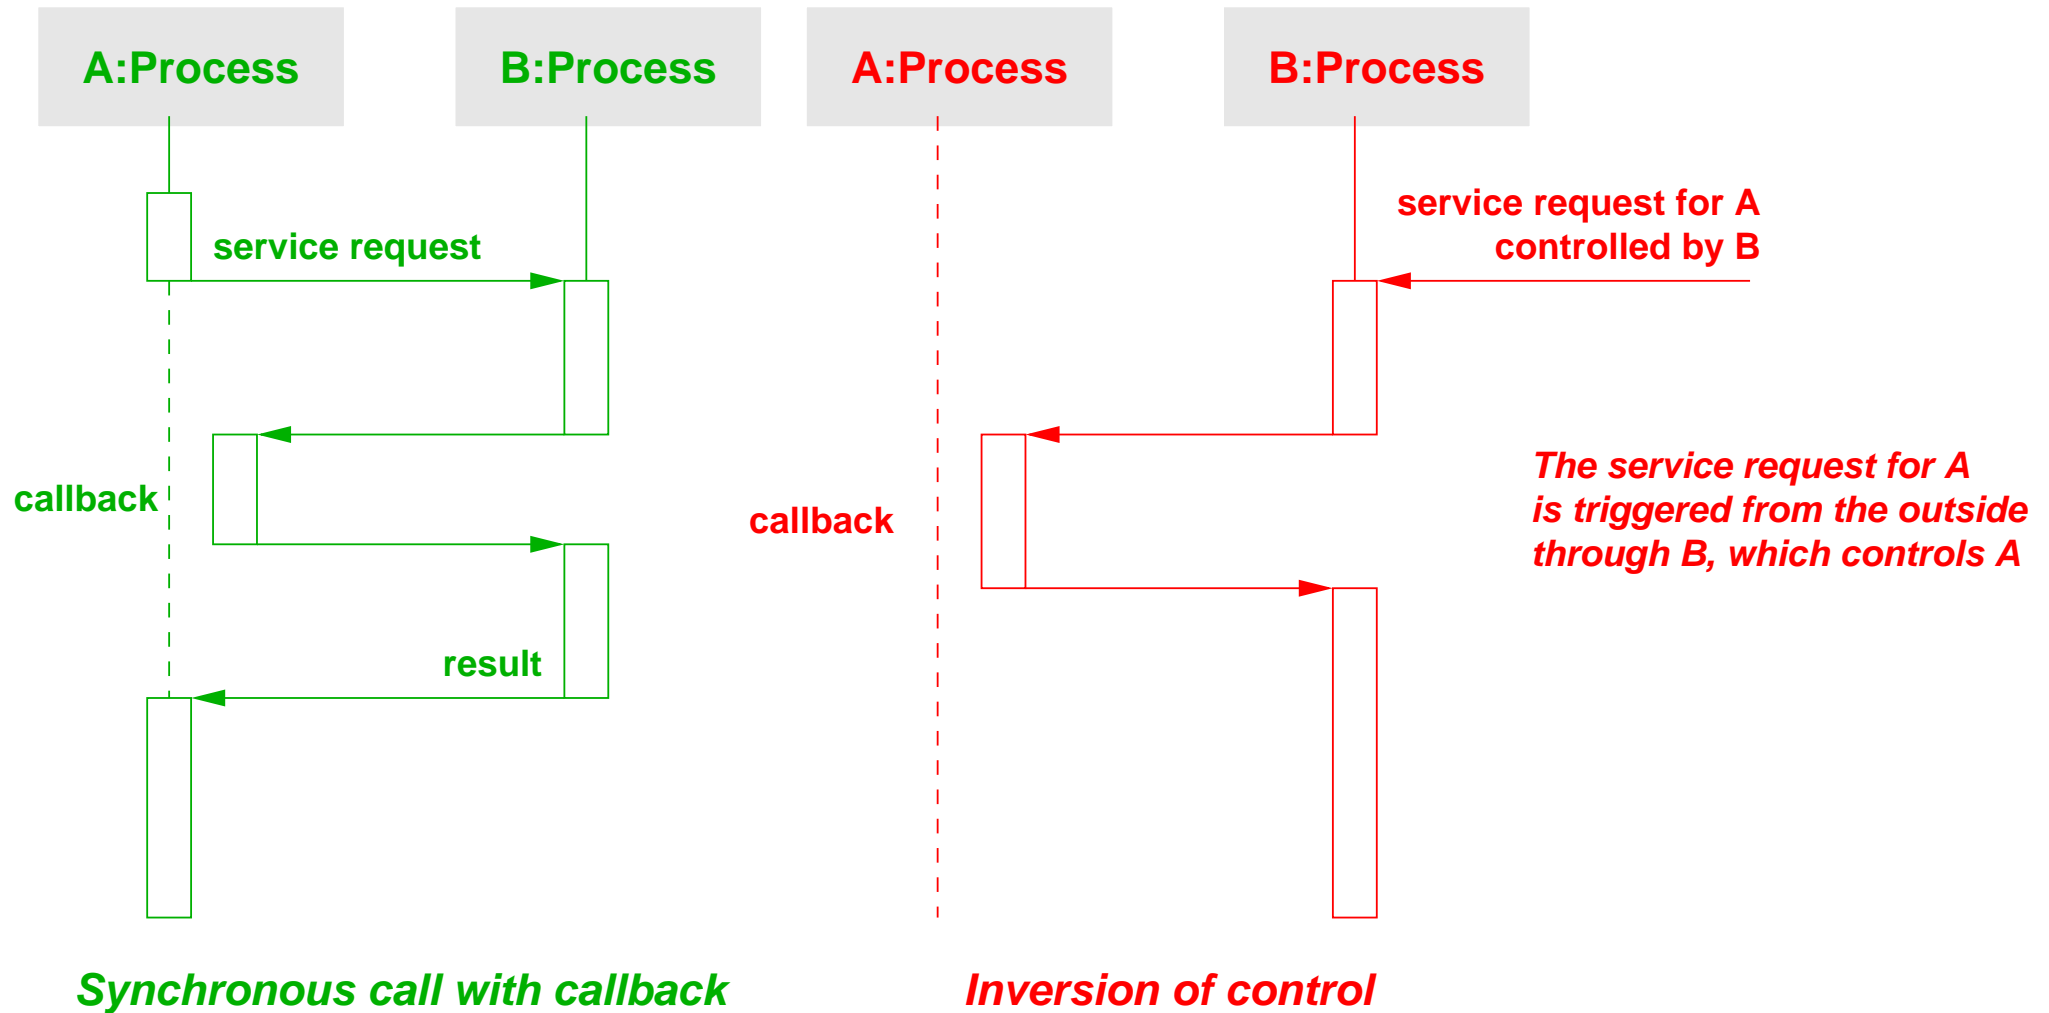 A:Process
B:Process
A:Process
B:Process
service request
callback
result
Synchronous call with callback
service request for A
controlled by B
callback
The service request for A
is triggered from the outside
through B, which controls A
Inversion of control